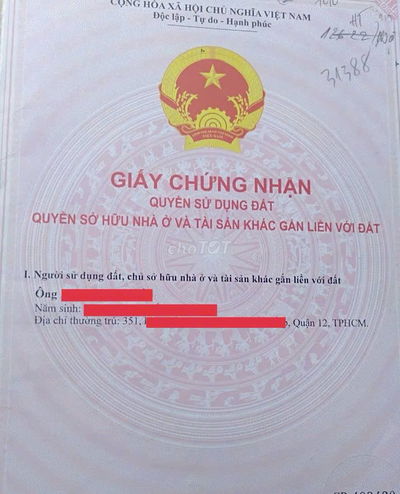 CỘNG HÒA XÃ HỘI CHỦ NGHĨA VIỆT NAM
Độc lập - Tự do - Hạnh phúc
31388
GIẤY CHỨNG NHẬN
QUYỀN SỬ DỤNG ĐẤT
QUYỀN SỞ HỮU NHÀ Ở VÀ TÀI SẢN KHÁC GẮN LIỀN VỚI ĐẤT
chợTỐT
I. Người sử dụng đất, chủ sở hữu nhà ở và tài sản khác gắn liền với đất
Ông
Năm sinh:
Địa chỉ thường trú: 351, Quận 12, TPHCM.